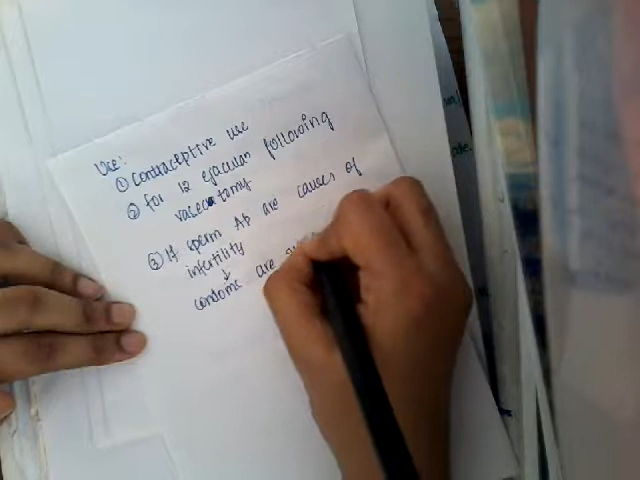 Use:
① contraceptive use
② for 12 ejaculan following
vasectomy
③ If sperm Ab are causes of
infertility
↓
condoms are